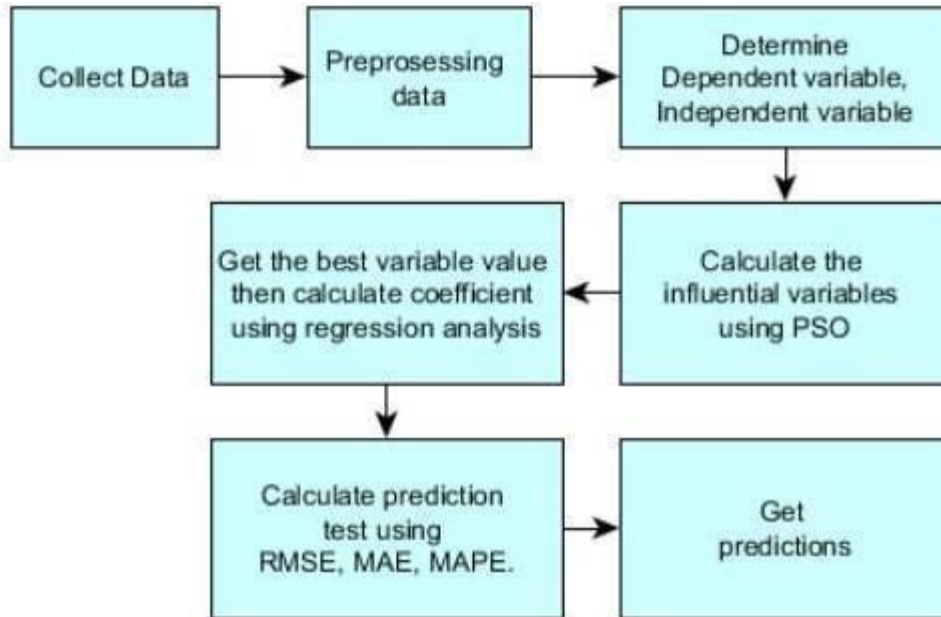 Collect Data
Preprosessing
data
Determine
Dependent variable,
Independent variable
Calculate the
influential variables
using PSO
Get the best variable value
then calculate coefficient
using regression analysis
Calculate prediction
test using
RMSE, MAE, MAPE.
Get
predictions